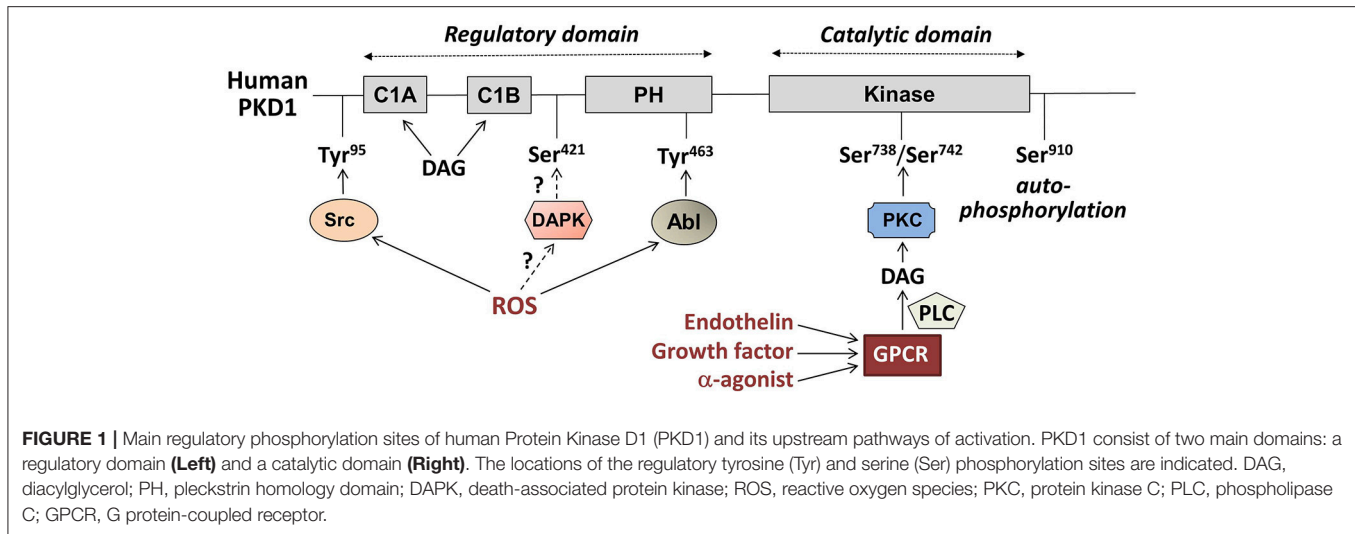 Regulatory domain
Catalytic domain
Human
PKD1
C1A
C1B
PH
Kinase
Tyr95
DAG
Ser421
Tyr463
Ser738/Ser742
Ser910
auto-
phosphorylation
?
Src
DAPK
Abl
PKC
?
ROS
DAG
PLC
Endothelin
Growth factor
α-agonist
GPCR
FIGURE 1 | Main regulatory phosphorylation sites of human Protein Kinase D1 (PKD1) and its upstream pathways of activation. PKD1 consist of two main domains: a
regulatory domain (Left) and a catalytic domain (Right). The locations of the regulatory tyrosine (Tyr) and serine (Ser) phosphorylation sites are indicated. DAG,
diacylglycerol; PH, pleckstrin homology domain; DAPK, death-associated protein kinase; ROS, reactive oxygen species; PKC, protein kinase C; PLC, phospholipase
C; GPCR, G protein-coupled receptor.